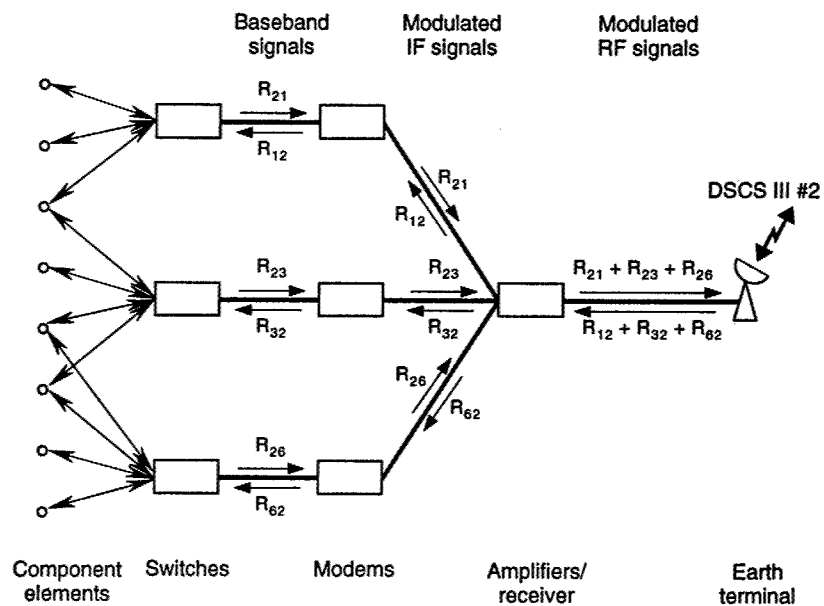 Baseband
signals
Modulated
IF signals
Modulated
RF signals
R21
R12
R21
R12
DSCS III #2
R23
R32
R23
R32
R21 + R23 + R26
R12 + R32 + R62
R26
R62
R26
R62
Component
elements
Switches
Modems
Amplifiers/
receiver
Earth
terminal